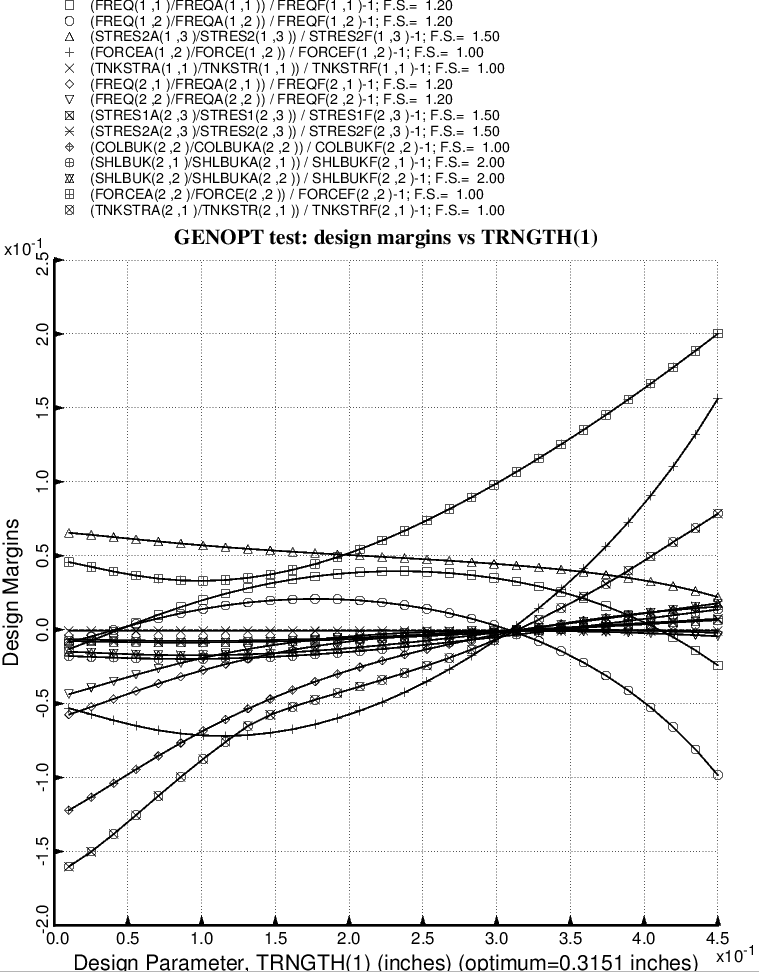 (FREQ(1 ,1 )/FREQA(1 ,1 )) / FREQF(1 ,1 )-1; F.S.= 1.20
(FREQ(1 ,2 )/FREQA(1 ,2 )) / FREQF(1 ,2 )-1; F.S.= 1.20
(STRES2A(1 ,3 )/STRES2(1 ,3 )) / STRES2F(1 ,3 )-1; F.S.= 1.50
(FORCEA(1 ,2 )/FORCE(1 ,2 )) / FORCEF(1 ,2 )-1; F.S.= 1.00
(TNKSTRA(1 ,1 )/TNKSTR(1 ,1 )) / TNKSTRF(1 ,1 )-1; F.S.= 1.00
(FREQ(2 ,1 )/FREQA(2 ,1 )) / FREQF(2 ,1 )-1; F.S.= 1.20
(FREQ(2 ,2 )/FREQA(2 ,2 )) / FREQF(2 ,2 )-1; F.S.= 1.20
(STRES1A(2 ,3 )/STRES1(2 ,3 )) / STRES1F(2 ,3 )-1; F.S.= 1.50
(STRES2A(2 ,3 )/STRES2(2 ,3 )) / STRES2F(2 ,3 )-1; F.S.= 1.50
(COLBUK(2 ,2 )/COLBUKA(2 ,2 )) / COLBUKF(2 ,2 )-1; F.S.= 1.00
(SHLBUK(2 ,1 )/SHLBUKA(2 ,1 )) / SHLBUKF(2 ,1 )-1; F.S.= 2.00
(SHLBUK(2 ,2 )/SHLBUKA(2 ,2 )) / SHLBUKF(2 ,2 )-1; F.S.= 2.00
(FORCEA(2 ,2 )/FORCE(2 ,2 )) / FORCEF(2 ,2 )-1; F.S.= 1.00
(TNKSTRA(2 ,1 )/TNKSTR(2 ,1 )) / TNKSTRF(2 ,1 )-1; F.S.= 1.00
GENOPT test: design margins vs TRNGTH(1)
x10-1
2.5
2.0
1.5
1.0
0.5
0.0
-0.5
-1.0
-1.5
-2.0
Design Margins
0.0 0.5 1.0 1.5 2.0 2.5 3.0 3.5 4.0 4.5
x10-1
Design Parameter, TRNGTH(1) (inches) (optimum=0.3151 inches)